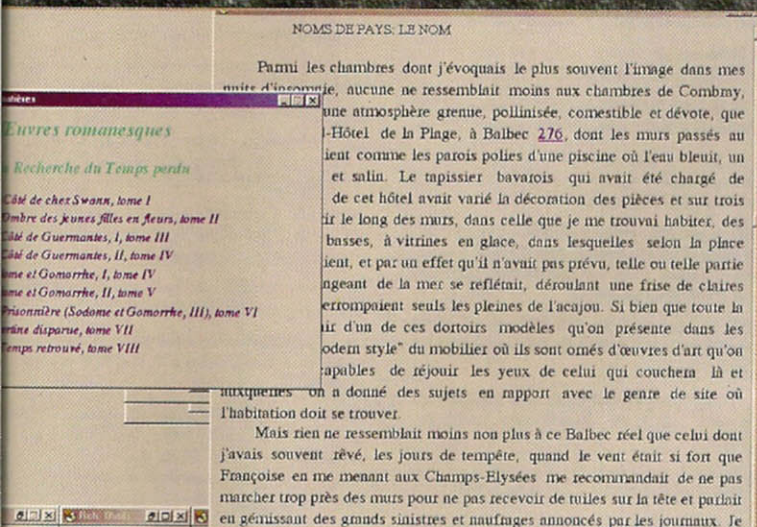 NOMS DE PAYS: LE NOM
Parmi les chambres dont j'évoquais le plus souvent l'image dans mes
nuits d'insomnie, aucune ne ressemblait moins aux chambres de Combray,
une atmosphère grenue, pollinisée, comestible et dévote, que
l-Hôtel de la Plage, à Balbec 276, dont les murs passés au
ient comme les parois polies d'une piscine où l'eau bleuit, un
et salin. Le tapissier bavarois qui avait été chargé de
de cet hôtel avait varié la décoration des pièces et sur trois
ir le long des murs, dans celle que je me trouvai habiter, des
basses, à vitrines en glace, dans lesquelles selon la place
ient, et par un effet qu'il n'avait pas prévu, telle ou telle partie
ngeant de la mer se reflétait, déroulant une frise de claires
errompaient seuls les pleines de l'acajou. Si bien que toute la
ir d'un de ces dortoirs modèles qu'on présente dans les
odern style" du mobilier où ils sont ornés d'œuvres d'art qu'on
capables de réjouir les yeux de celui qui couchera là et
auxquelles on a donné des sujets en rapport avec le genre de site où
l'habitation doit se trouver.
Mais rien ne ressemblait moins non plus à ce Balbec réel que celui dont
j'avais souvent rêvé, les jours de tempête, quand le vent était si fort que
Françoise en me menant aux Champs-Elysées me recommandait de ne pas
marcher trop près des murs pour ne pas recevoir de tuiles sur la tête et parlait
en gémissant des grands sinistres et naufrages annoncés par les journaux. Je
atières
Euvres romanesques
a Recherche du Temps perdu
Côté de chez Swann, tome I
Ombre des jeunes filles en fleurs, tome II
Côté de Guermantes, I, tome III
Côté de Guermantes, II, tome IV
ome et Gomorrhe, I, tome IV
ome et Gomorrhe, II, tome V
Prisonnière (Sodome et Gomorrhe, III), tome VI
ertine disparue, tome VII
Temps retrouvé, tome VIII